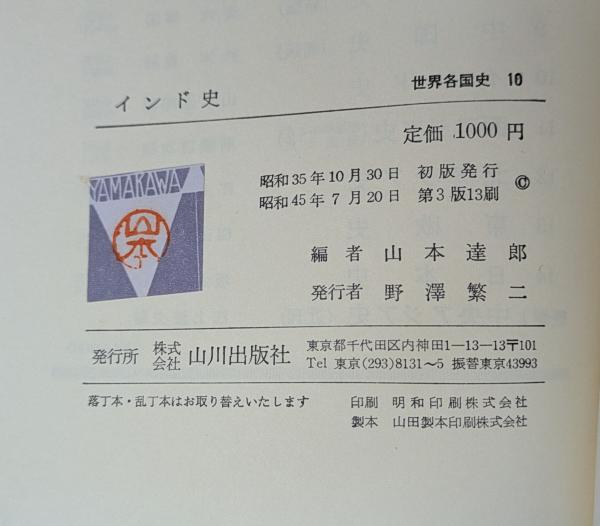 世界各国史 10
インド史
定価 1000 円
昭和35年10月30日 初版発行
昭和45年 7 月20日 第3版13刷
©
YAMAKAWA
山本
編者 山本達郎
発行者 野澤繁二
発行所 株式会社 山川出版社
東京都千代田区内神田1—13—13〒101
Tel 東京(293)8131〜5 振替東京43993
落丁本・乱丁本はお取り替えいたします
印刷 明和印刷株式会社
製本 山田製本印刷株式会社